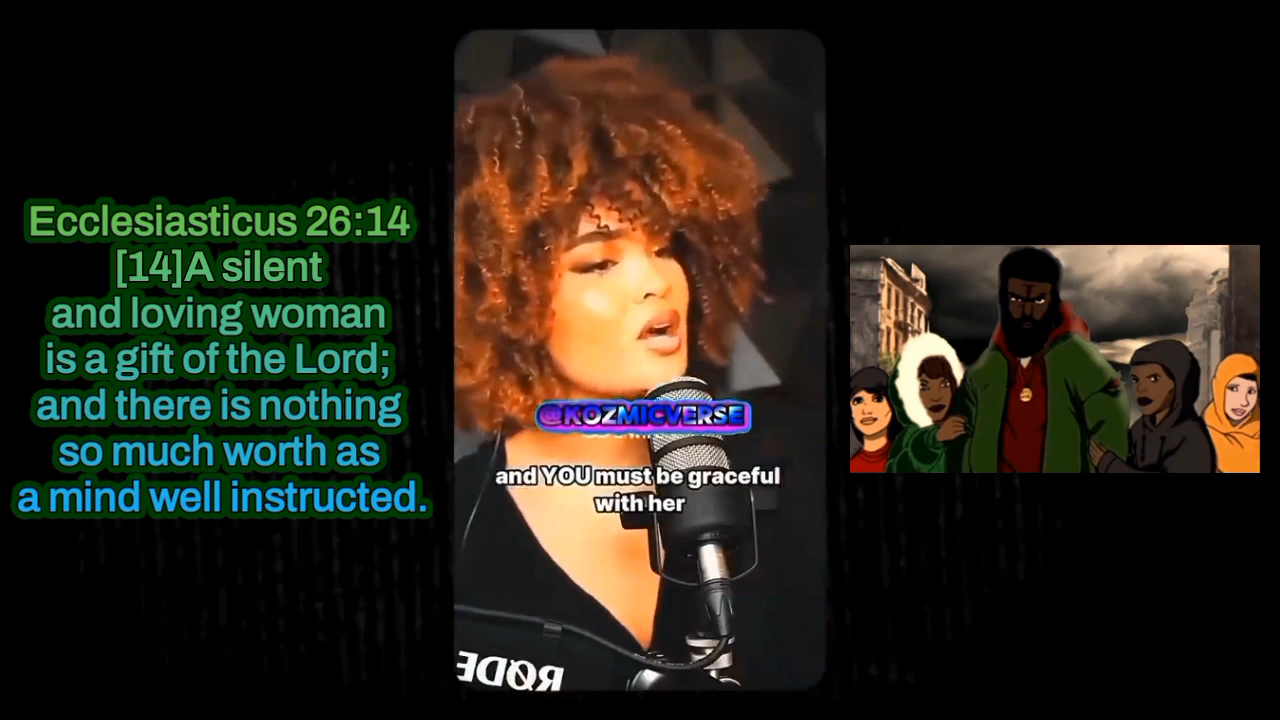 Ecclesiasticus 26:14
[14]A silent
and loving woman
is a gift of the Lord;
and there is nothing
so much worth as
a mind well instructed.
@KOZMICVERSE
and YOU must be graceful
with her
RØDE